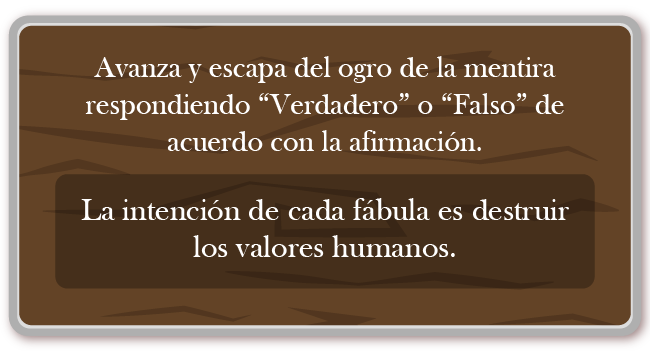 Avanza y escapa del ogro de la mentira
respondiendo “Verdadero” o “Falso” de
acuerdo con la afirmación.
La intención de cada fábula es destruir
los valores humanos.